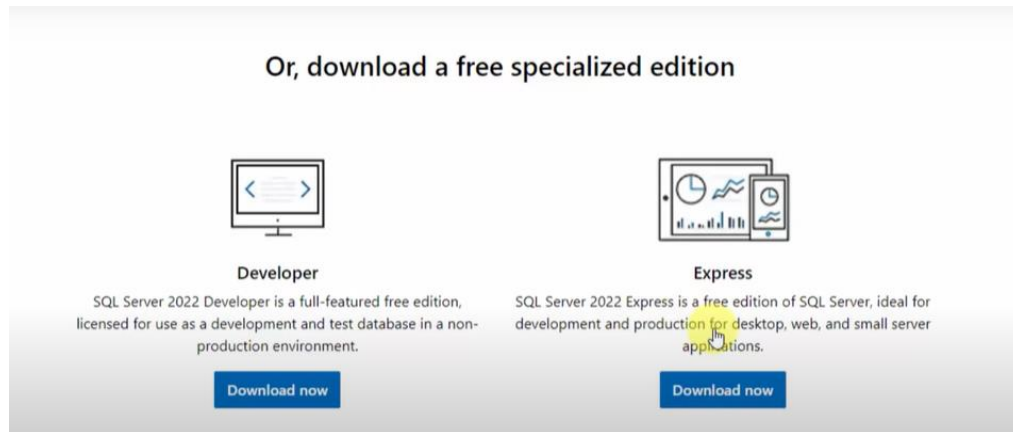 Or, download a free specialized edition
Developer
SQL Server 2022 Developer is a full-featured free edition,
licensed for use as a development and test database in a non-
production environment.
Download now
Express
SQL Server 2022 Express is a free edition of SQL Server, ideal for
development and production for desktop, web, and small server
applications.
Download now